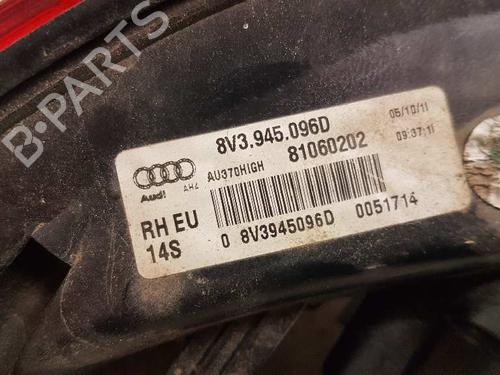 B-PARTS
8V3.945.096D
05/10/11
Audi
AH4
AU370HIGH
81060202
09:37:11
RH EU
14S
0 8V3945096D 0051714